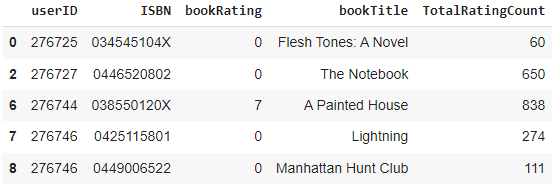 userID ISBN bookRating bookTitle TotalRatingCount
0 276725 034545104X 0 Flesh Tones: A Novel 60
2 276727 0446520802 0 The Notebook 650
6 276744 038550120X 7 A Painted House 838
7 276746 0425115801 0 Lightning 274
8 276746 0449006522 0 Manhattan Hunt Club 111